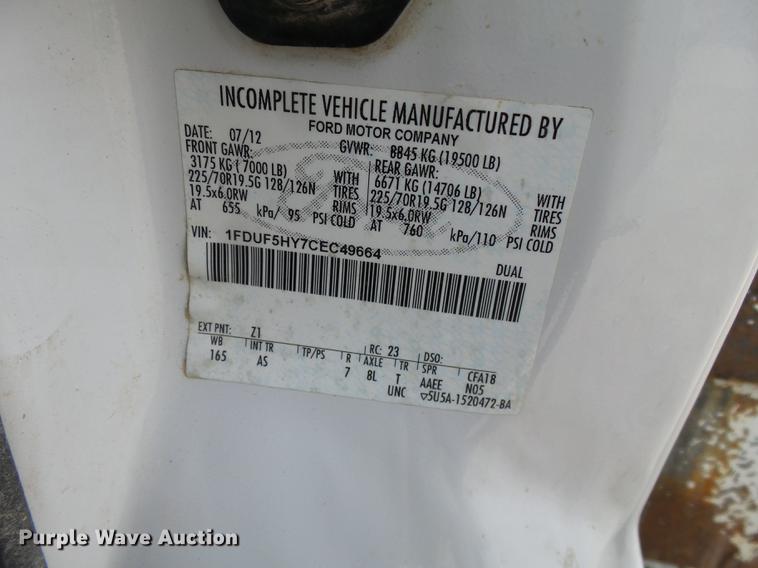 INCOMPLETE VEHICLE MANUFACTURED BY
FORD MOTOR COMPANY
DATE: 07/12 GVWR: 8845 KG (19500 LB)
FRONT GAWR: REAR GAWR:
3175 KG ( 7000 LB) WITH 6671 KG (14706 LB) WITH
225/70R19.5G 128/126N TIRES 225/70R19.5G 128/126N TIRES
19.5x6.0RW RIMS 19.5x6.0RW RIMS
AT 655 kPa/ 95 PSI COLD AT 760 kPa/110 PSI COLD
VIN: 1FDUF5HY7CEC49664 DUAL
EXT PNT: Z1 RC: 23 DSO:
WB INT TR TP/PS R AXLE TR SPR CFA18
165 AS 7 8L T AAEE N05
UNC ▽5U5A-1520472-BA
Purple Wave Auction